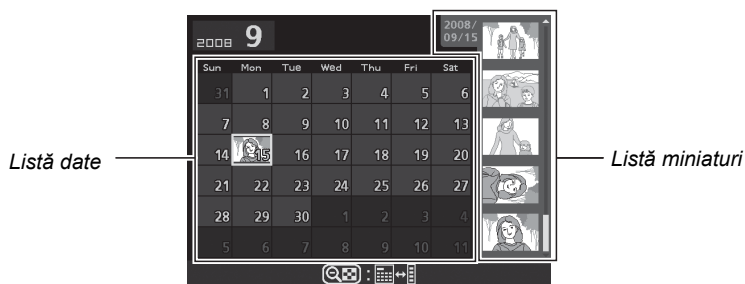 2008 9
2008/
09/15
Sun Mon Tue Wed Thu Fri Sat
31 1 2 3 4 5 6
7 8 9 10 11 12 13
14 15 16 17 18 19 20
21 22 23 24 25 26 27
28 29 30 1 2 3 4
5 6 7 8 9 10 11
Listă date
Listă miniaturi
: